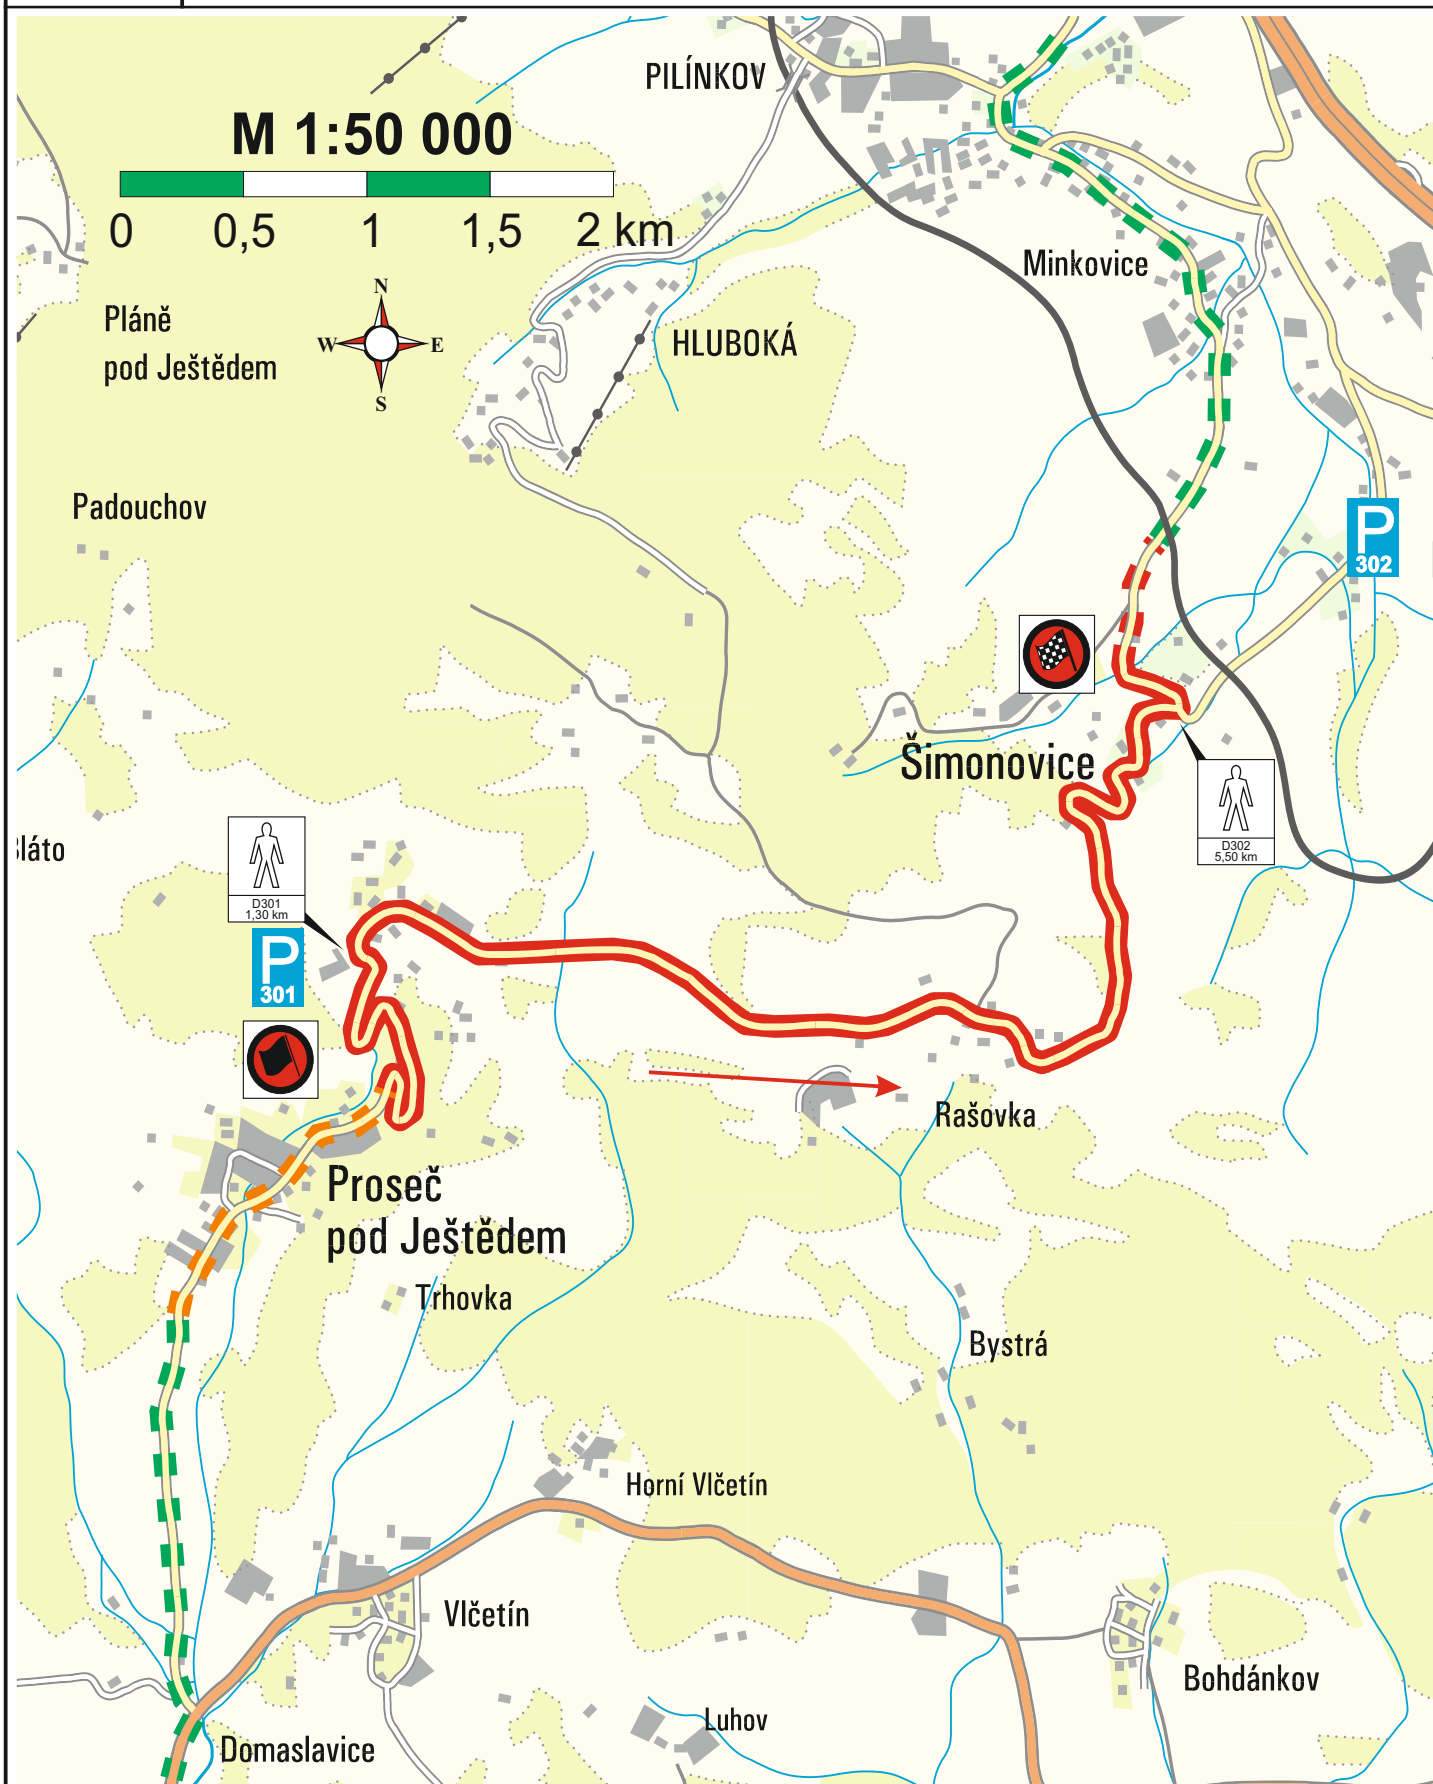 PILÍNKOV
M 1:50 000
0 0,5 1 1,5 2 km
Minkovice
Pláně
pod Ještědem
N
W E
S
HLUBOKÁ
Padouchov
P
302
Šimonovice
D302
5,50 km
láto
D301
1,30 km
P
301
Rašovka
Proseč
pod Ještědem
Trhovka
Bystrá
Horní Vlčetín
Vlčetín
Bohdánkov
Luhov
Domaslavice